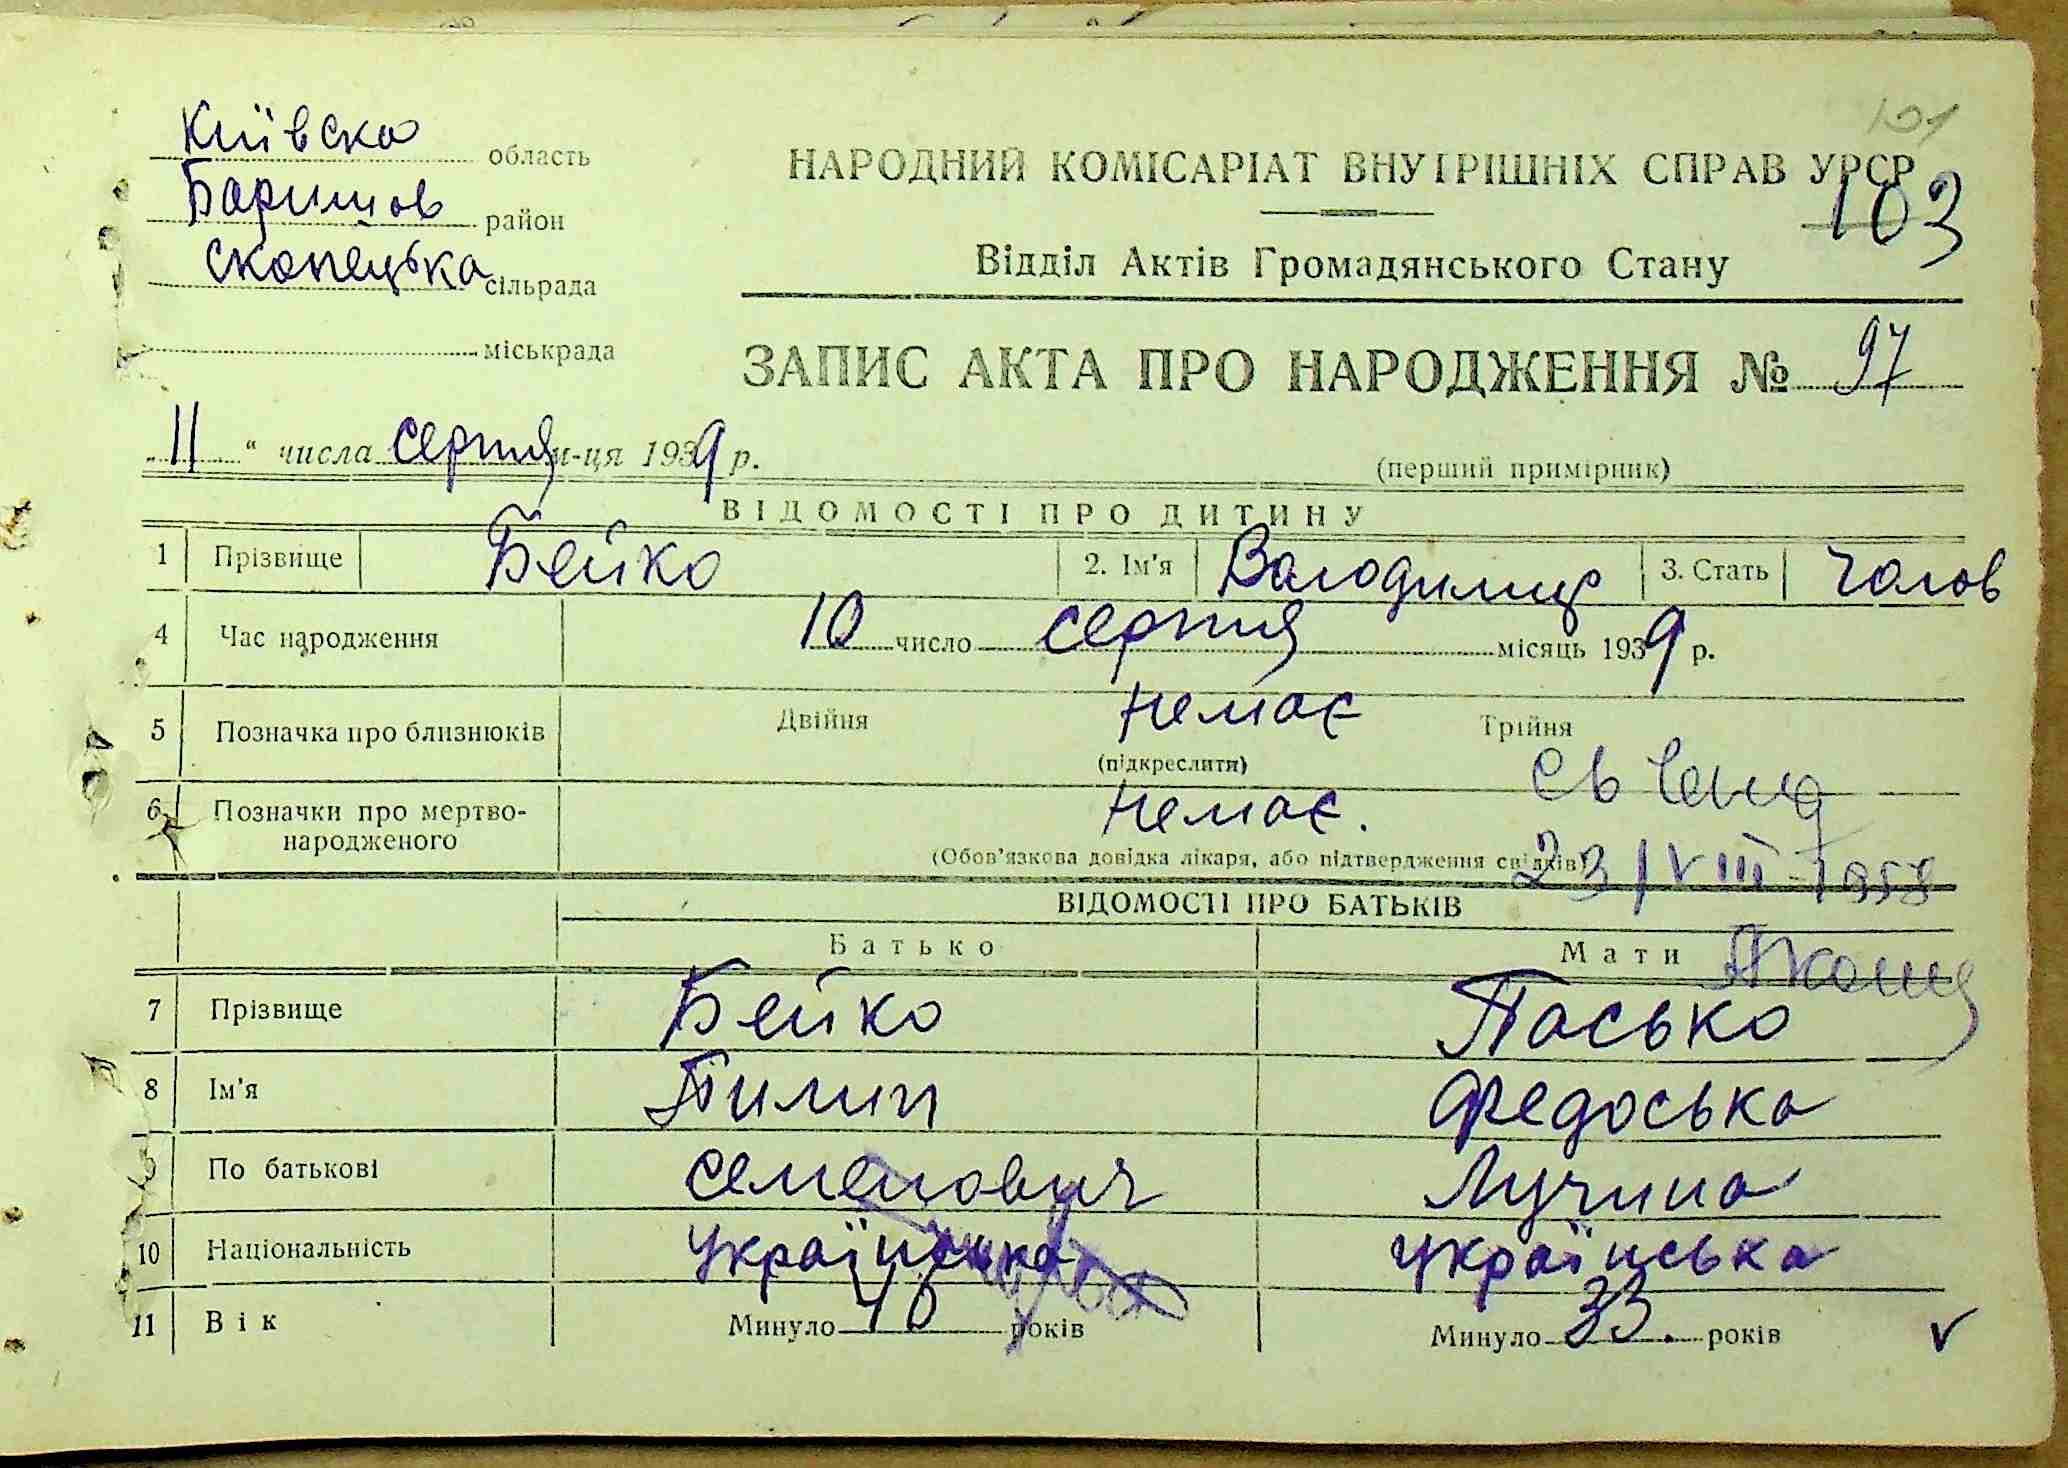 101
Київска область
НАРОДНИЙ КОМІСАРІАТ ВНУТРІШНІХ СПРАВ УРСР
103
Баришов район
Скопецька сільрада
Відділ Актів Громадянського Стану
міськрада
ЗАПИС АКТА ПРО НАРОДЖЕННЯ № 97
„11“ числа серпня м-ця 1939 р.
(перший примірник)
ВІДОМОСТІ ПРО ДИТИНУ
1 Прізвище Бейко 2. Ім'я Володимир 3. Стать чолов
4 Час народження 10 число серпня місяць 1939 р.
5 Позначка про близнюків Двійня немає Трійня
(підкреслити)
6 Позначки про мертво-
народженого немає.
(Обов'язкова довідка лікаря, або підтвердження свідків)
23/VIII-1958
ВІДОМОСТІ ПРО БАТЬКІВ
Батько Мати
7 Прізвище Бейко Пасько
8 Ім'я Пилип Федоська
9 По батькові Семенович Лучина
10 Національність українська українська
11 Вік Минуло 40 років Минуло 33. років